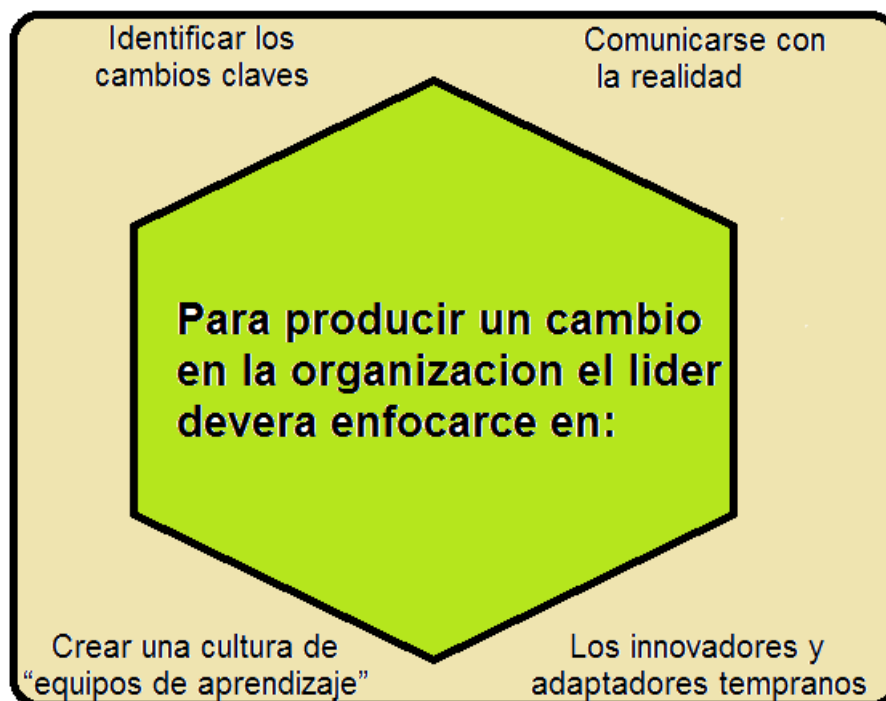 Identificar los
cambios claves
Comunicarse con
la realidad
Para producir un cambio
en la organizacion el lider
devera enfocarce en:
Crear una cultura de
“equipos de aprendizaje”
Los innovadores y
adaptadores tempranos